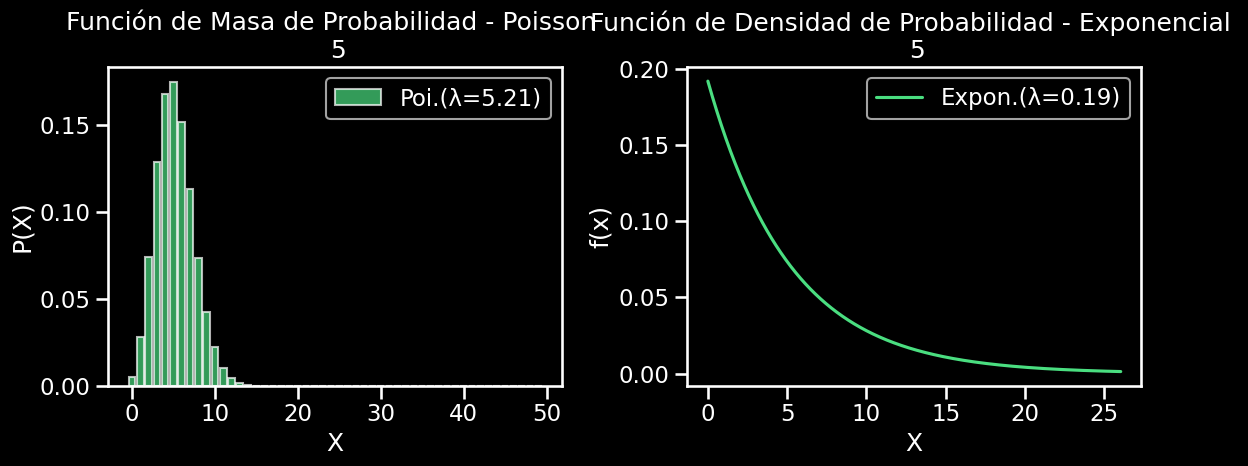 Función de Masa de Probabilidad - Poisson
5
Poi.(λ=5.21)
P(X)
0.15
0.10
0.05
0.00
0 10 20 30 40 50
X
Función de Densidad de Probabilidad - Exponencial
5
Expon.(λ=0.19)
f(x)
0.20
0.15
0.10
0.05
0.00
0 5 10 15 20 25
X